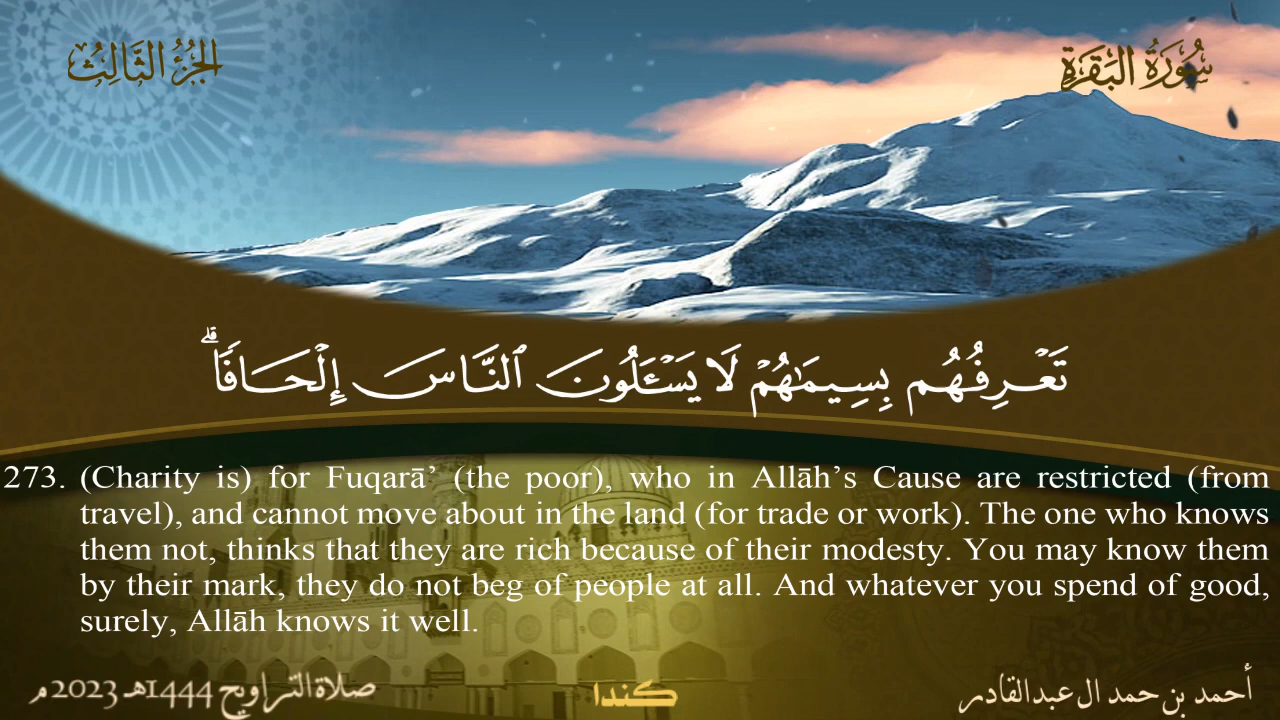 سُورَةُ البَقَرَةِ
الجُزْءُ الثَّالِثُ
تَعْرِفُهُم بِسِيمَٰهُمْ لَا يَسْـَٔلُونَ ٱلنَّاسَ إِلْحَافًاۗ
273. (Charity is) for Fuqarā’ (the poor), who in Allāh’s Cause are restricted (from
travel), and cannot move about in the land (for trade or work). The one who knows
them not, thinks that they are rich because of their modesty. You may know them
by their mark, they do not beg of people at all. And whatever you spend of good,
surely, Allāh knows it well.
أحمد بن حمد ال عبدالقادر
كندا
صلاة التراويح 1444هـ 2023م